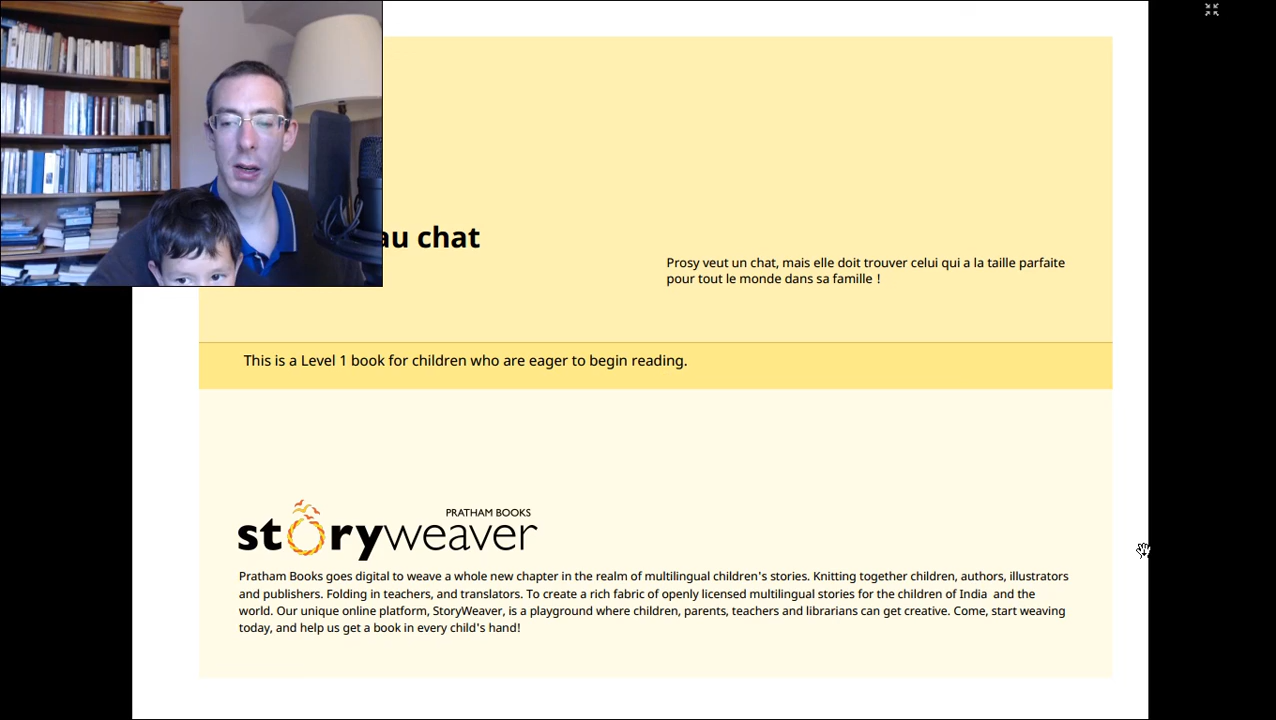 au chat
Prosy veut un chat, mais elle doit trouver celui qui a la taille parfaite
pour tout le monde dans sa famille !
This is a Level 1 book for children who are eager to begin reading.
PRATHAM BOOKS
storyweaver
Pratham Books goes digital to weave a whole new chapter in the realm of multilingual children's stories. Knitting together children, authors, illustrators
and publishers. Folding in teachers, and translators. To create a rich fabric of openly licensed multilingual stories for the children of India and the
world. Our unique online platform, StoryWeaver, is a playground where children, parents, teachers and librarians can get creative. Come, start weaving
today, and help us get a book in every child's hand!